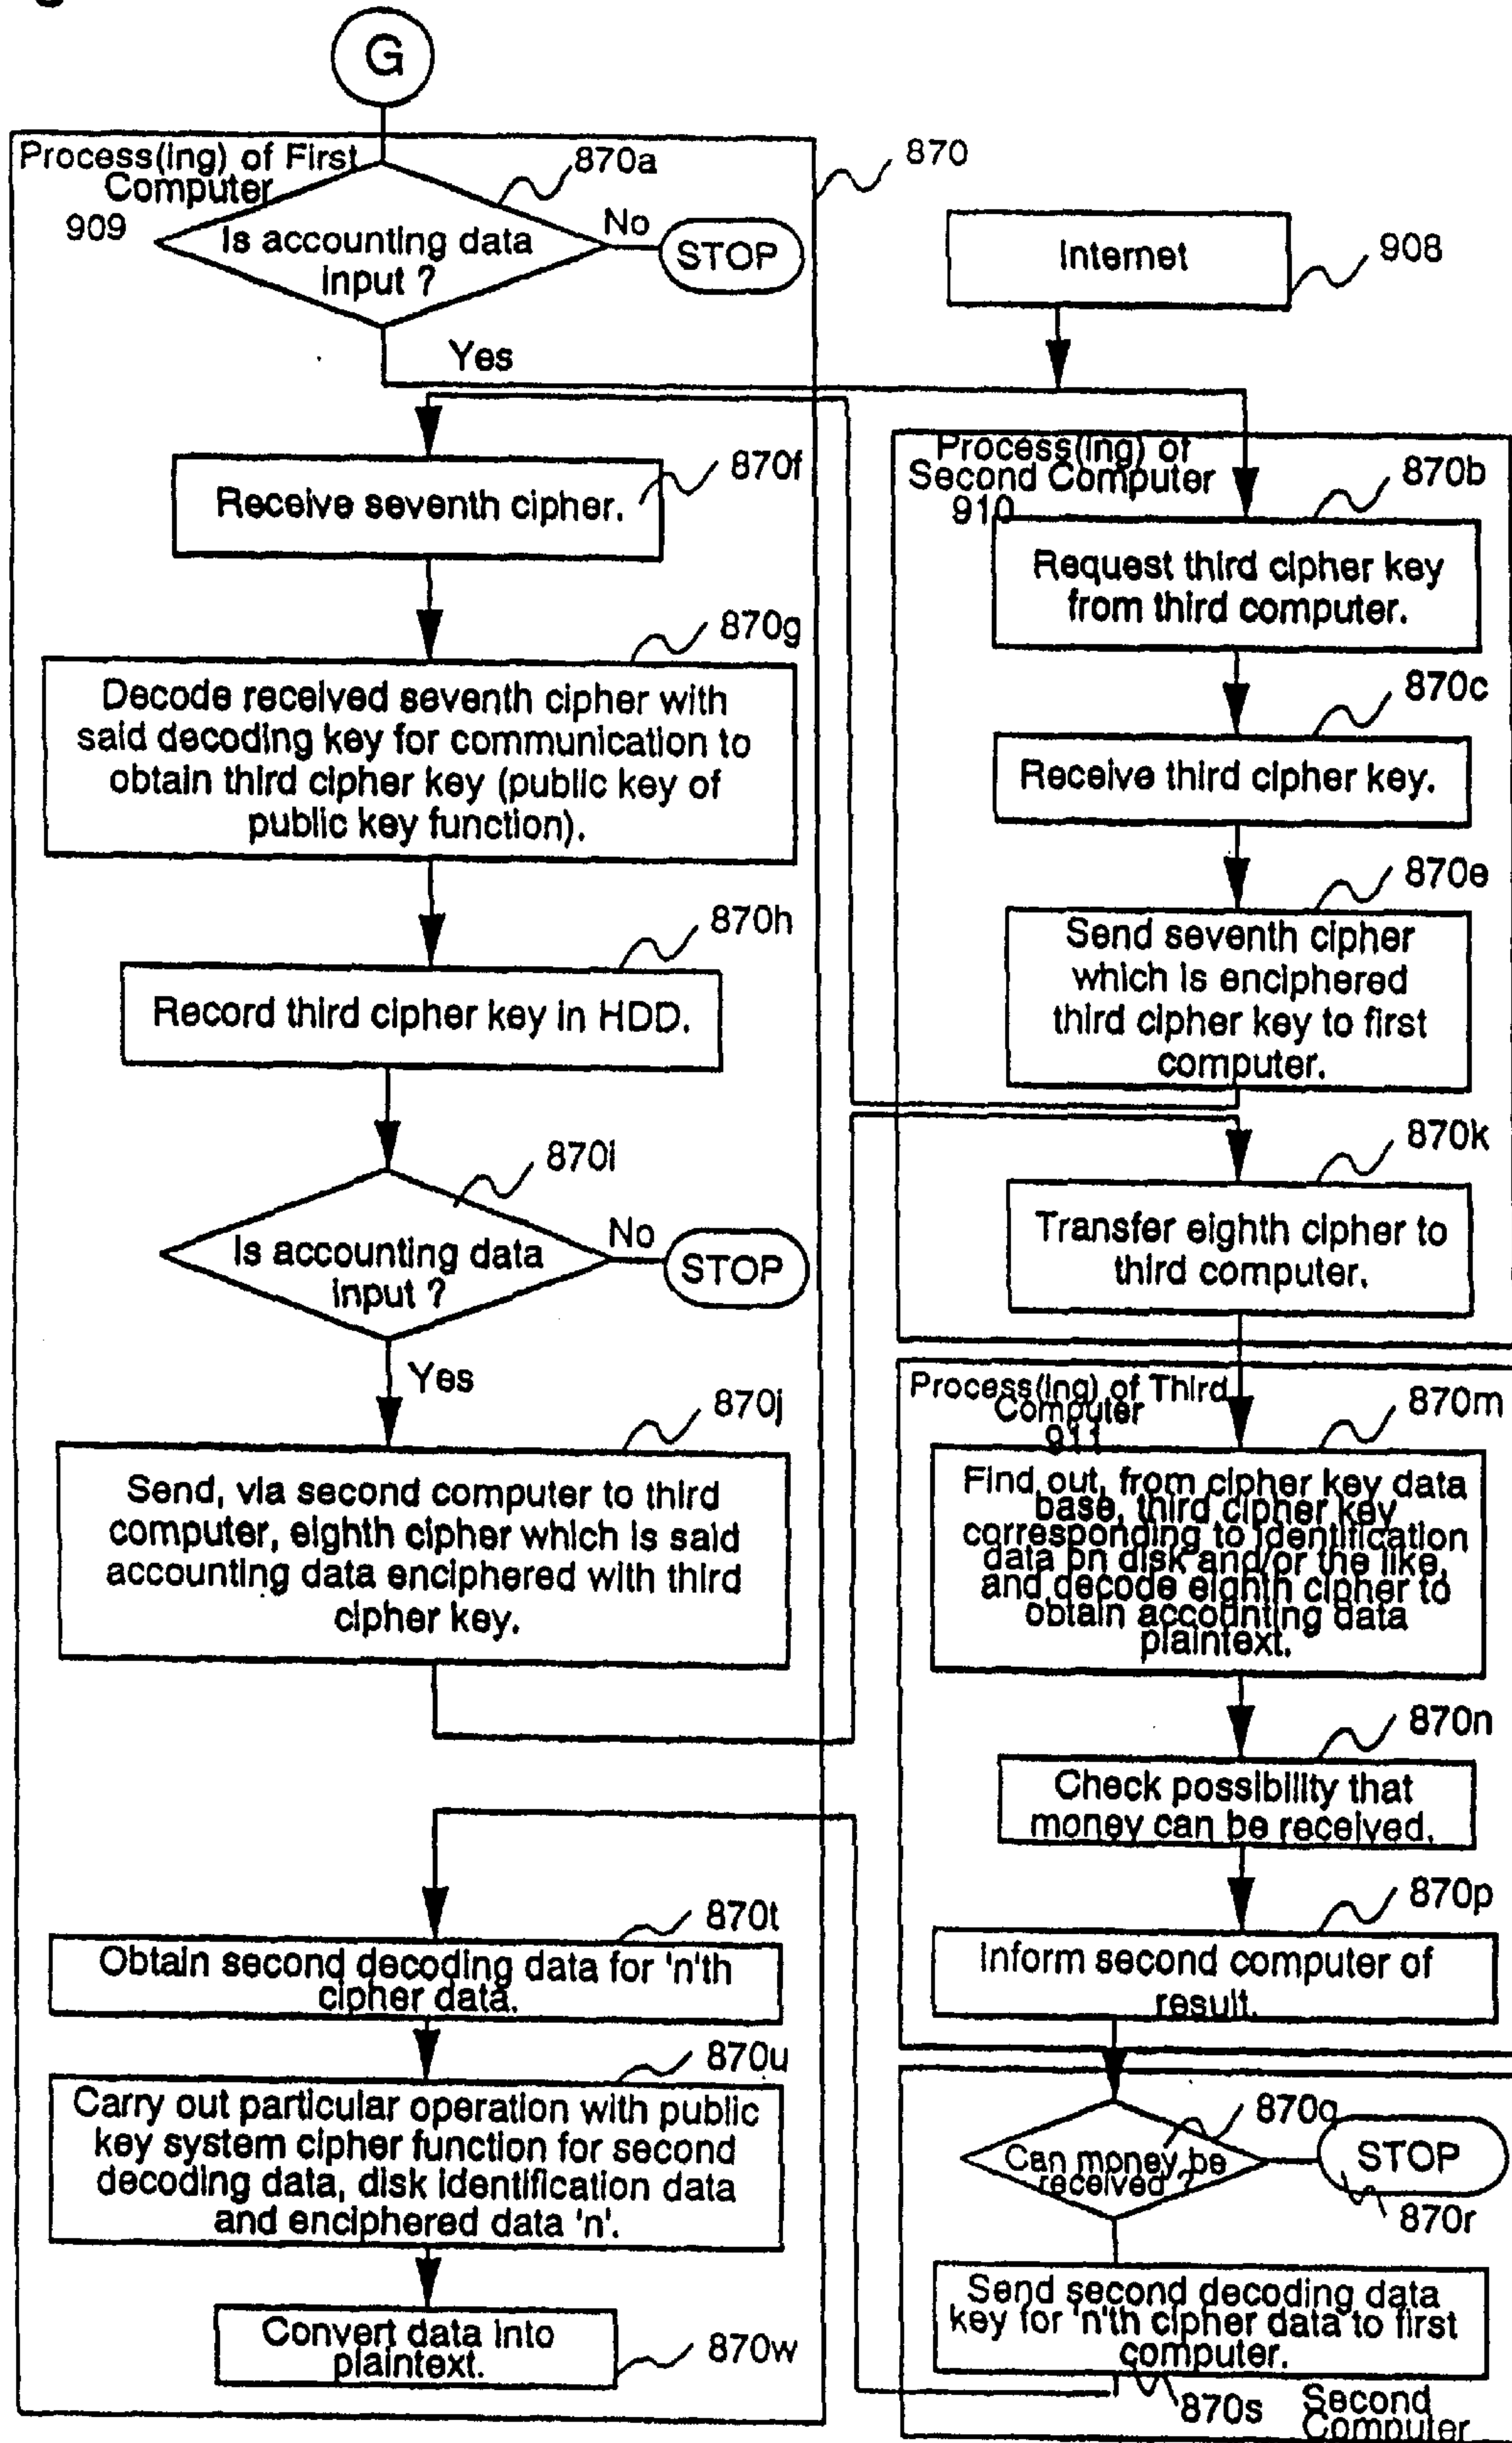 G
Process(ing) of First
Computer
909
870a
870
Is accounting data
input ?
No
STOP
Yes
Internet
908
Receive seventh cipher.
870f
Process(ing) of
Second Computer
910
870b
Request third cipher key
from third computer.
870g
Decode received seventh cipher with
said decoding key for communication to
obtain third cipher key (public key of
public key function).
870c
Receive third cipher key.
870h
Record third cipher key in HDD.
870e
Send seventh cipher
which is enciphered
third cipher key to first
computer.
870i
Is accounting data
input ?
No
STOP
Yes
870k
Transfer eighth cipher to
third computer.
870j
Send, via second computer to third
computer, eighth cipher which is said
accounting data enciphered with third
cipher key.
Process(ing) of Third
Computer
911
870m
Find out, from cipher key data
base, third cipher key
corresponding to identification
data on disk and/or the like,
and decode eighth cipher to
obtain accounting data
plaintext.
870n
Check possibility that
money can be received.
870p
Inform second computer of
result.
870t
Obtain second decoding data for 'n'th
cipher data.
870u
Carry out particular operation with public
key system cipher function for second
decoding data, disk identification data
and enciphered data 'n'.
Convert data into
plaintext.
870w
870q
Can money be
received ?
STOP
870r
Send second decoding data
key for 'n'th cipher data to first
computer.
870s
Second
Computer